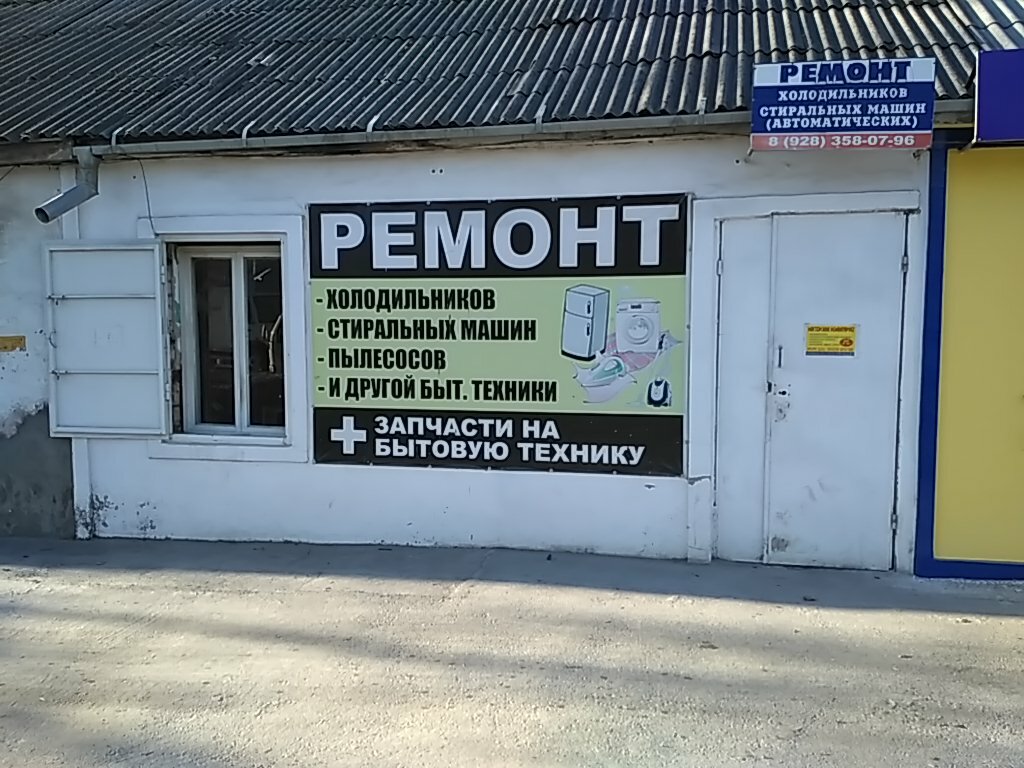 РЕМОНТ
ХОЛОДИЛЬНИКОВ
СТИРАЛЬНЫХ МАШИН
(АВТОМАТИЧЕСКИХ)
8 (928) 358-07-96
РЕМОНТ
- ХОЛОДИЛЬНИКОВ
- СТИРАЛЬНЫХ МАШИН
- ПЫЛЕСОСОВ
- И ДРУГОЙ БЫТ. ТЕХНИКИ
+ ЗАПЧАСТИ НА
БЫТОВУЮ ТЕХНИКУ